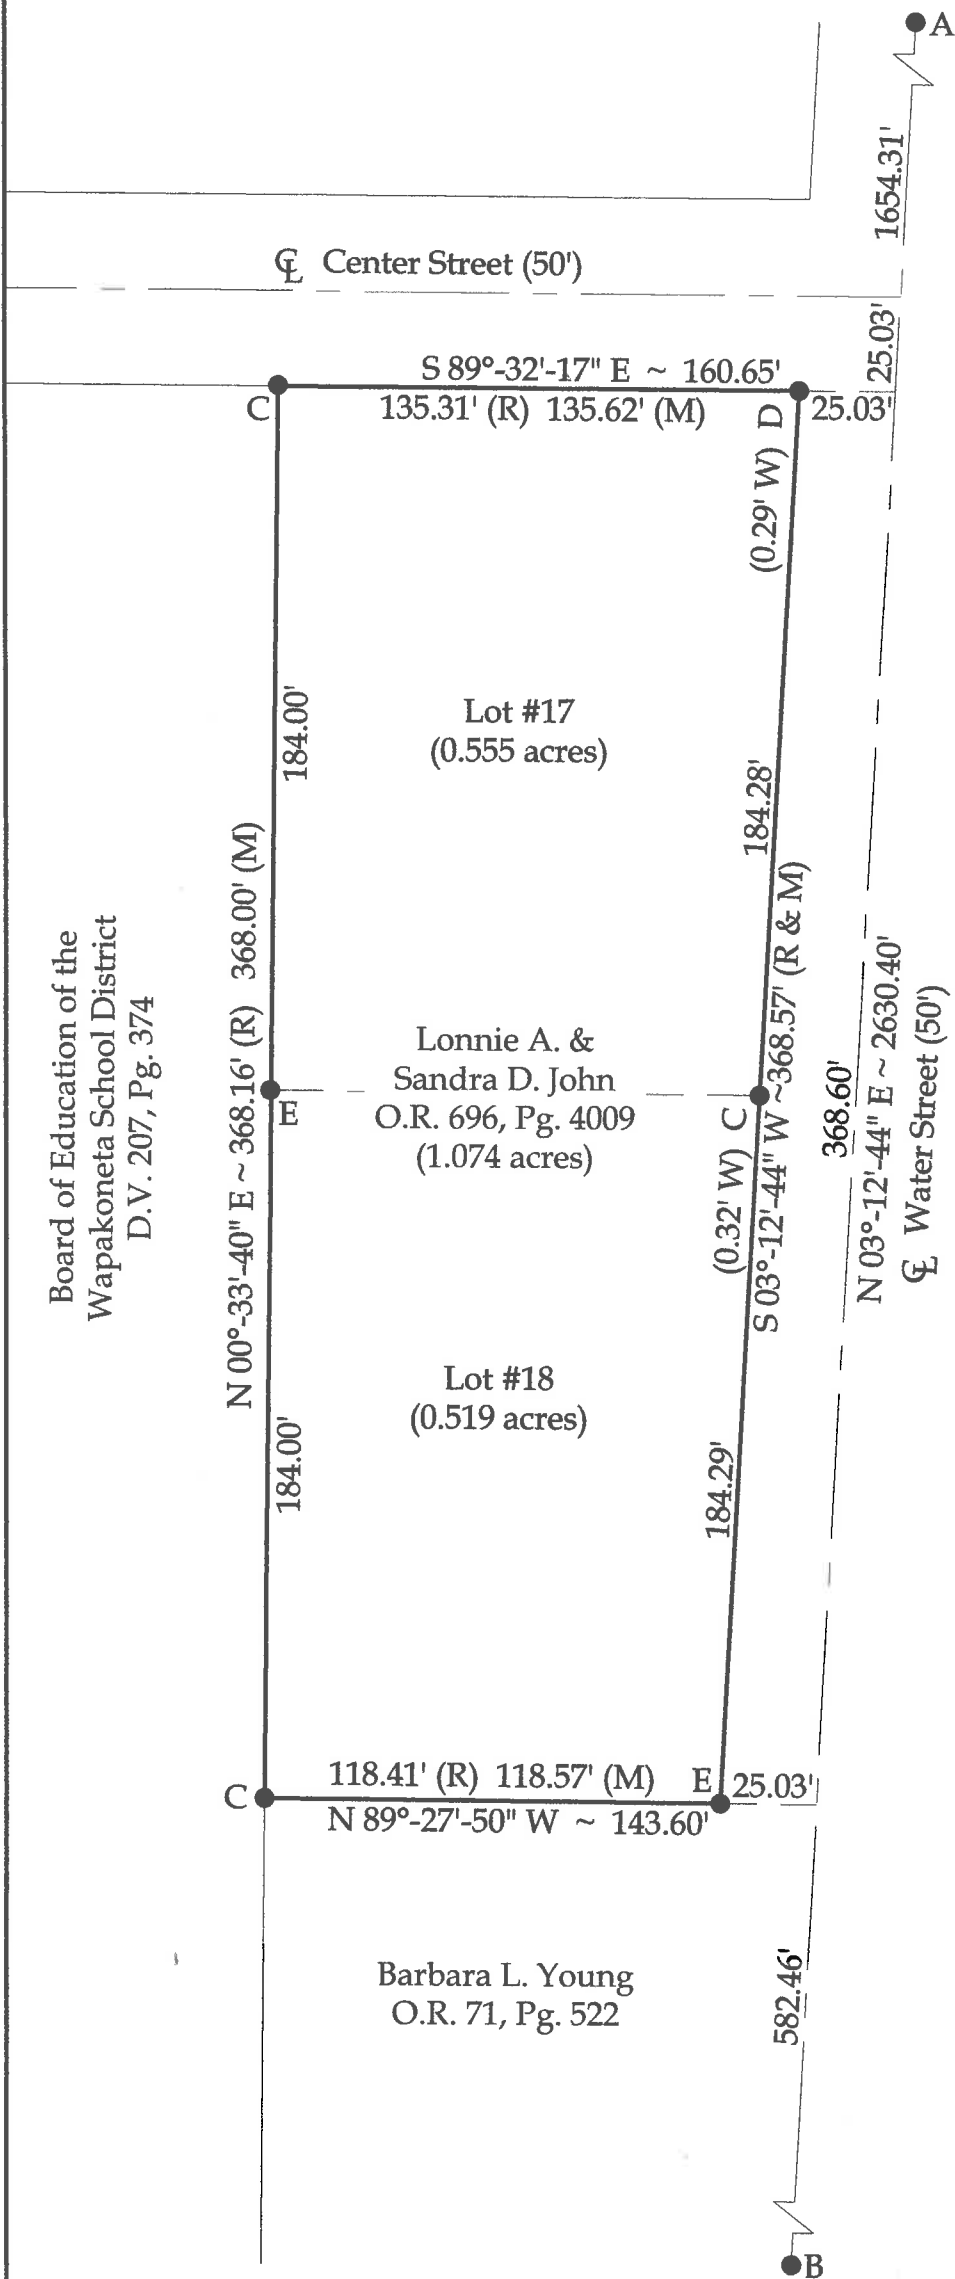 A
1654.31'
℄ Center Street (50')
25.03'
S 89°-32'-17" E ~ 160.65'
C
135.31' (R) 135.62' (M)
D
25.03'
(0.29' W)
Lot #17
(0.555 acres)
184.00'
184.28'
N 00°-33'-40" E ~ 368.16' (R) 368.00' (M)
S 03°-12'-44" W ~ 368.57' (R & M)
368.60'
N 03°-12'-44" E ~ 2630.40'
℄ Water Street (50')
Board of Education of the
Wapakoneta School District
D.V. 207, Pg. 374
Lonnie A. &
Sandra D. John
O.R. 696, Pg. 4009
(1.074 acres)
E
C
(0.32' W)
Lot #18
(0.519 acres)
184.00'
184.29'
118.41' (R) 118.57' (M)
E
25.03'
C
N 89°-27'-50" W ~ 143.60'
Barbara L. Young
O.R. 71, Pg. 522
582.46'
B